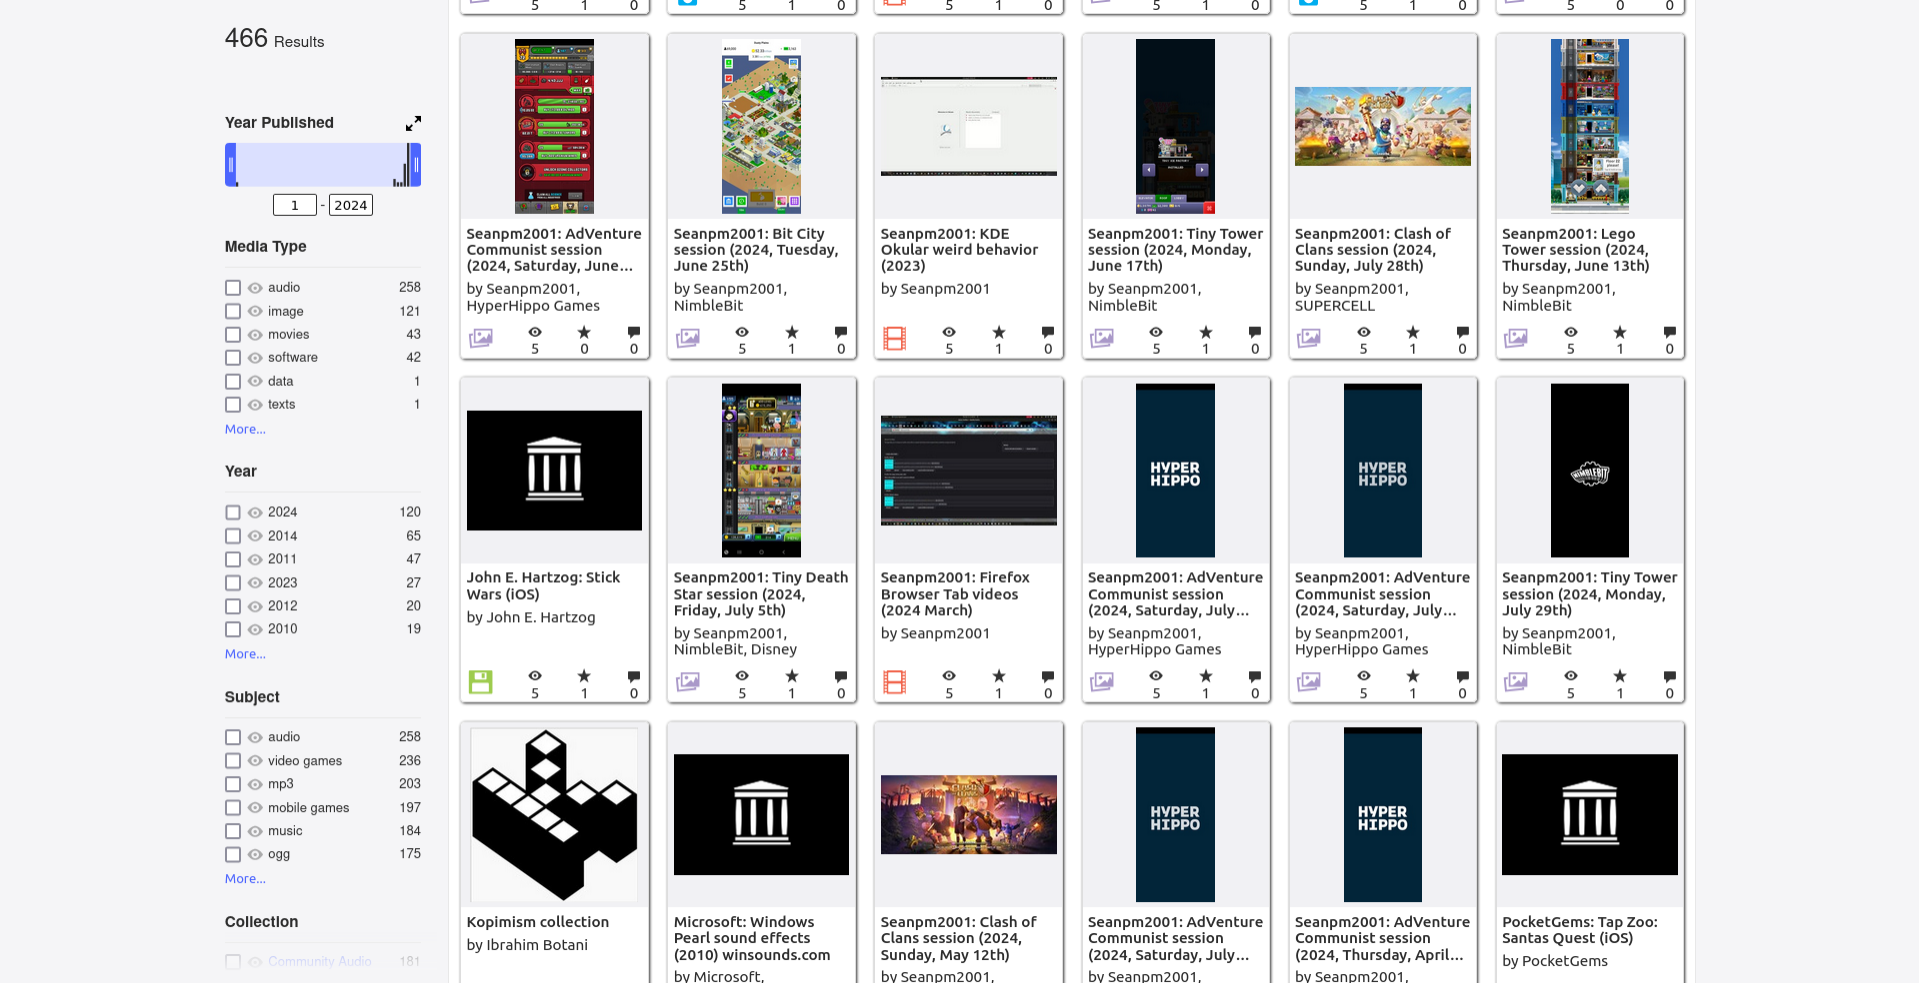 466 Results
Year Published
1 - 2024
Media Type
audio 258
image 121
movies 43
software 42
data 1
texts 1
More...
Year
2024 120
2014 65
2011 47
2023 27
2012 20
2010 19
More...
Subject
audio 258
video games 236
mp3 203
mobile games 197
music 184
ogg 175
More...
Collection
Community Audio 181
5 1 0
5 1 0
5 1 0
5 1 0
5 1 0
5 0 0
Seanpm2001: AdVenture
Communist session
(2024, Saturday, June...
by Seanpm2001,
HyperHippo Games
5 0 0
Seanpm2001: Bit City
session (2024, Tuesday,
June 25th)
by Seanpm2001,
NimbleBit
5 1 0
Seanpm2001: KDE
Okular weird behavior
(2023)
by Seanpm2001
5 1 0
Seanpm2001: Tiny Tower
session (2024, Monday,
June 17th)
by Seanpm2001,
NimbleBit
5 1 0
Seanpm2001: Clash of
Clans session (2024,
Sunday, July 28th)
by Seanpm2001,
SUPERCELL
5 1 0
Seanpm2001: Lego
Tower session (2024,
Thursday, June 13th)
by Seanpm2001,
NimbleBit
5 1 0
John E. Hartzog: Stick
Wars (iOS)
by John E. Hartzog
5 1 0
Seanpm2001: Tiny Death
Star session (2024,
Friday, July 5th)
by Seanpm2001,
NimbleBit, Disney
5 1 0
Seanpm2001: Firefox
Browser Tab videos
(2024 March)
by Seanpm2001
5 1 0
HYPER
HIPPO
Seanpm2001: AdVenture
Communist session
(2024, Saturday, July...
by Seanpm2001,
HyperHippo Games
5 1 0
HYPER
HIPPO
Seanpm2001: AdVenture
Communist session
(2024, Saturday, July...
by Seanpm2001,
HyperHippo Games
5 1 0
NIMBLEBIT
Seanpm2001: Tiny Tower
session (2024, Monday,
July 29th)
by Seanpm2001,
NimbleBit
5 1 0
Kopimism collection
by Ibrahim Botani
Microsoft: Windows
Pearl sound effects
(2010) winsounds.com
by Microsoft,
Seanpm2001: Clash of
Clans session (2024,
Sunday, May 12th)
by Seanpm2001,
HYPER
HIPPO
Seanpm2001: AdVenture
Communist session
(2024, Saturday, July...
by Seanpm2001,
HYPER
HIPPO
Seanpm2001: AdVenture
Communist session
(2024, Thursday, April...
by Seanpm2001,
PocketGems: Tap Zoo:
Santas Quest (iOS)
by PocketGems